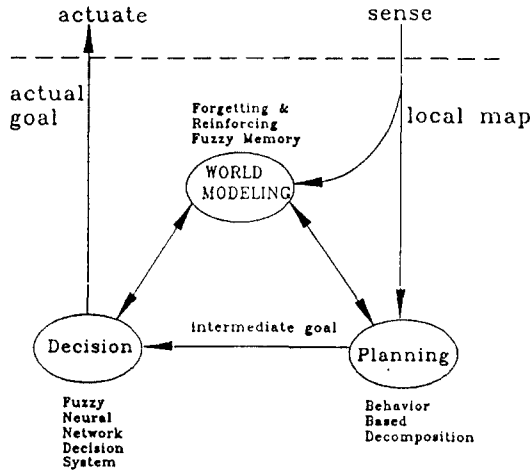 actuate
sense
actual
goal
local map
Forgetting &
Reinforcing
Fuzzy Memory
WORLD
MODELING
intermediate goal
Decision
Planning
Fuzzy
Neural
Network
Decision
System
Behavior
Based
Decomposition